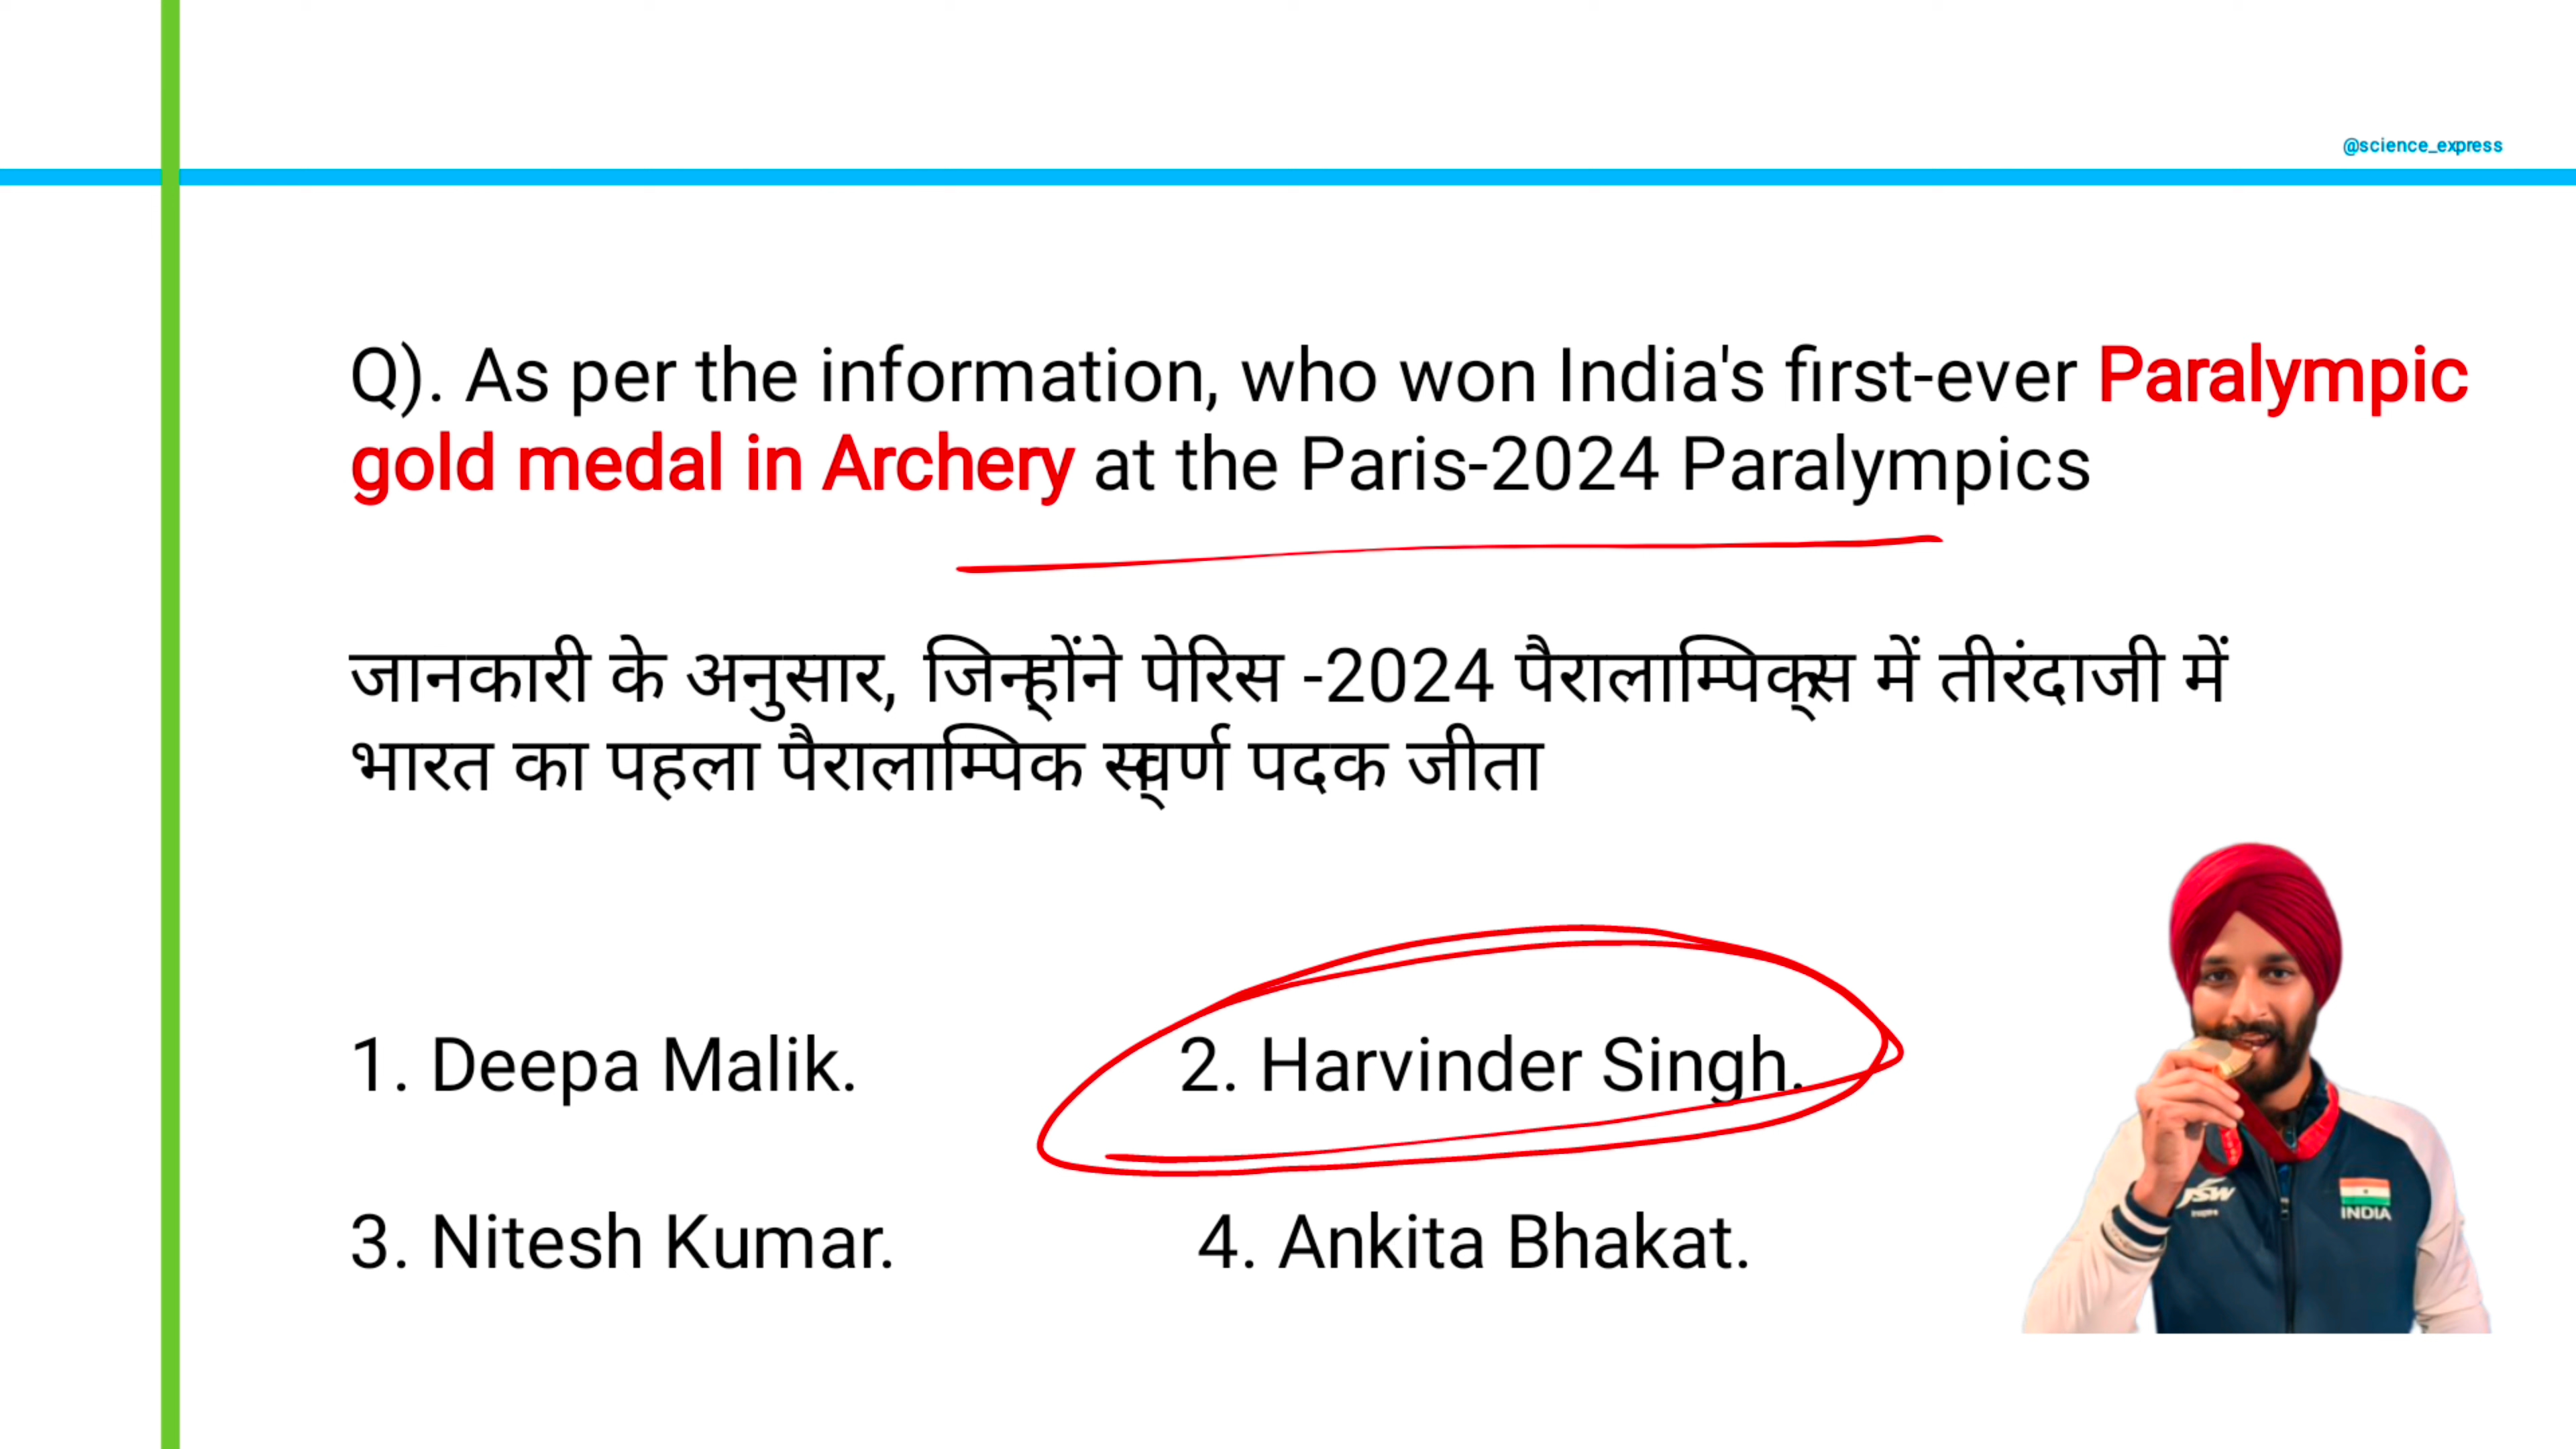 @science_express
Q). As per the information, who won India's first-ever Paralympic
gold medal in Archery at the Paris-2024 Paralympics
जानकारी के अनुसार, जिन्होंने पेरिस -2024 पैरालाम्पिक्स में तीरंदाजी में
भारत का पहला पैरालाम्पिक स्वर्ण पदक जीता
1. Deepa Malik. 2. Harvinder Singh.
3. Nitesh Kumar. 4. Ankita Bhakat.
JSW
INDIA